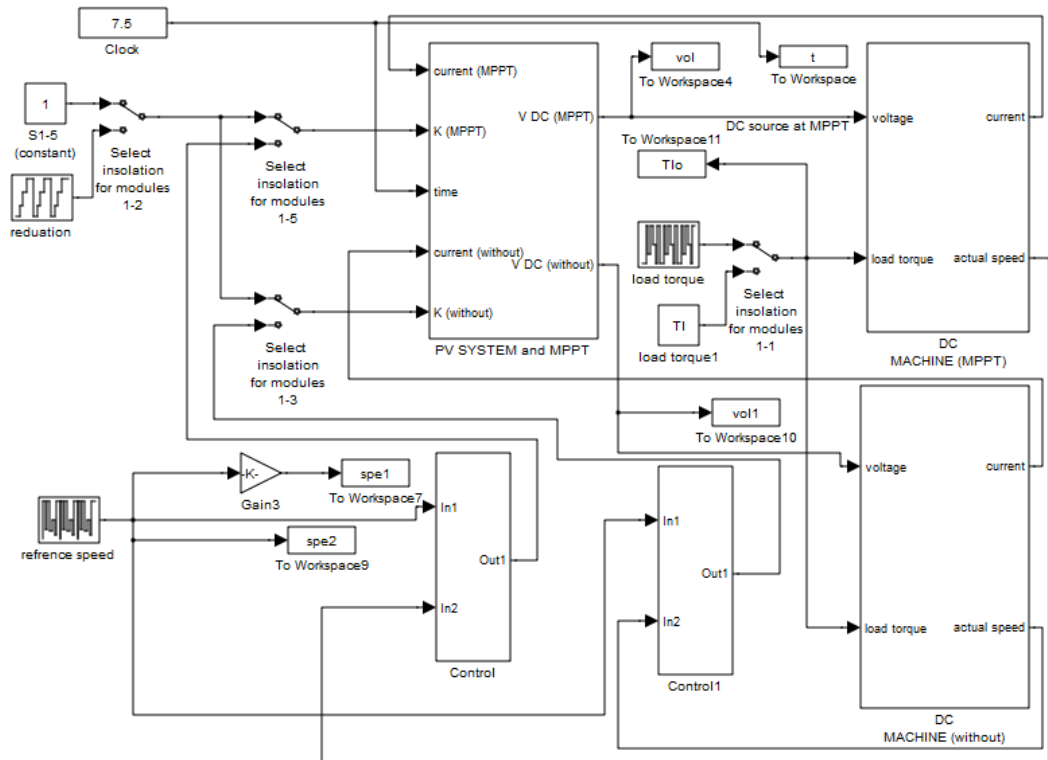 7.5
Clock
1
S1-5
(constant)
Select
insolation
for modules
1-2
reduation
Select
insolation
for modules
1-5
Select
insolation
for modules
1-3
current (MPPT)
K (MPPT)
time
current (without)
K (without)
V DC (MPPT)
V DC (without)
PV SYSTEM and MPPT
vol
To Workspace4
t
To Workspace
DC source at MPPT
To Workspace11
Tlo
load torque
Tl
load torque1
Select
insolation
for modules
1-1
voltage
current
load torque
actual speed
DC
MACHINE (MPPT)
vol1
To Workspace10
voltage
current
load torque
actual speed
DC
MACHINE (without)
refrence speed
-K-
Gain3
spe1
To Workspace7
spe2
To Workspace9
In1
In2
Out1
Control
In1
In2
Out1
Control1